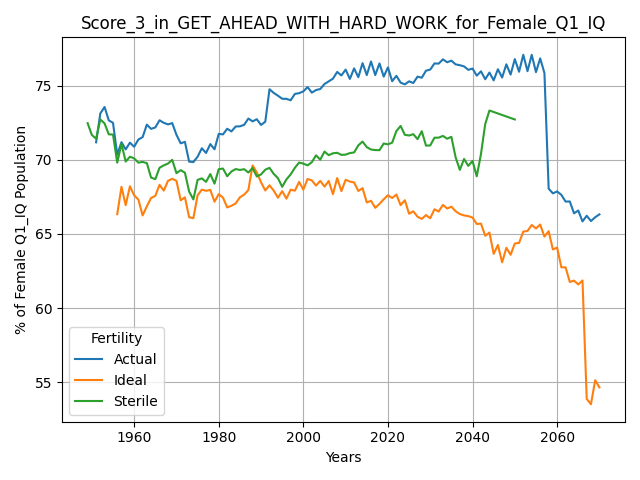 Score_3_in_GET_AHEAD_WITH_HARD_WORK_for_Female_Q1_IQ
% of Female Q1_IQ Population
75
70
65
60
55
Fertility
Actual
Ideal
Sterile
1960 1980 2000 2020 2040 2060
Years